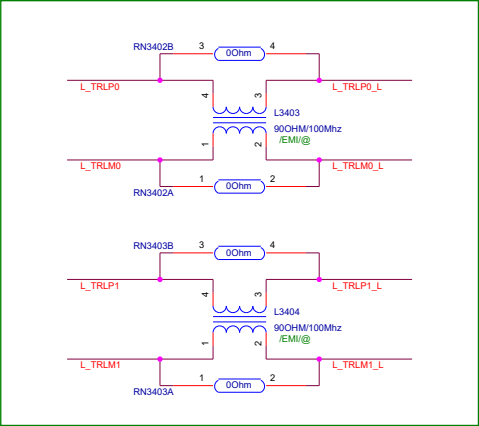 RN3402B 3 0Ohm 4
L_TRLP0 L_TRLP0_L
4 3
L3403
90OHM/100Mhz
/EMI/@
1 2
L_TRLM0 L_TRLM0_L
1 0Ohm 2
RN3402A
RN3403B 3 0Ohm 4
L_TRLP1 L_TRLP1_L
4 3
L3404
90OHM/100Mhz
/EMI/@
1 2
L_TRLM1 L_TRLM1_L
1 0Ohm 2
RN3403A